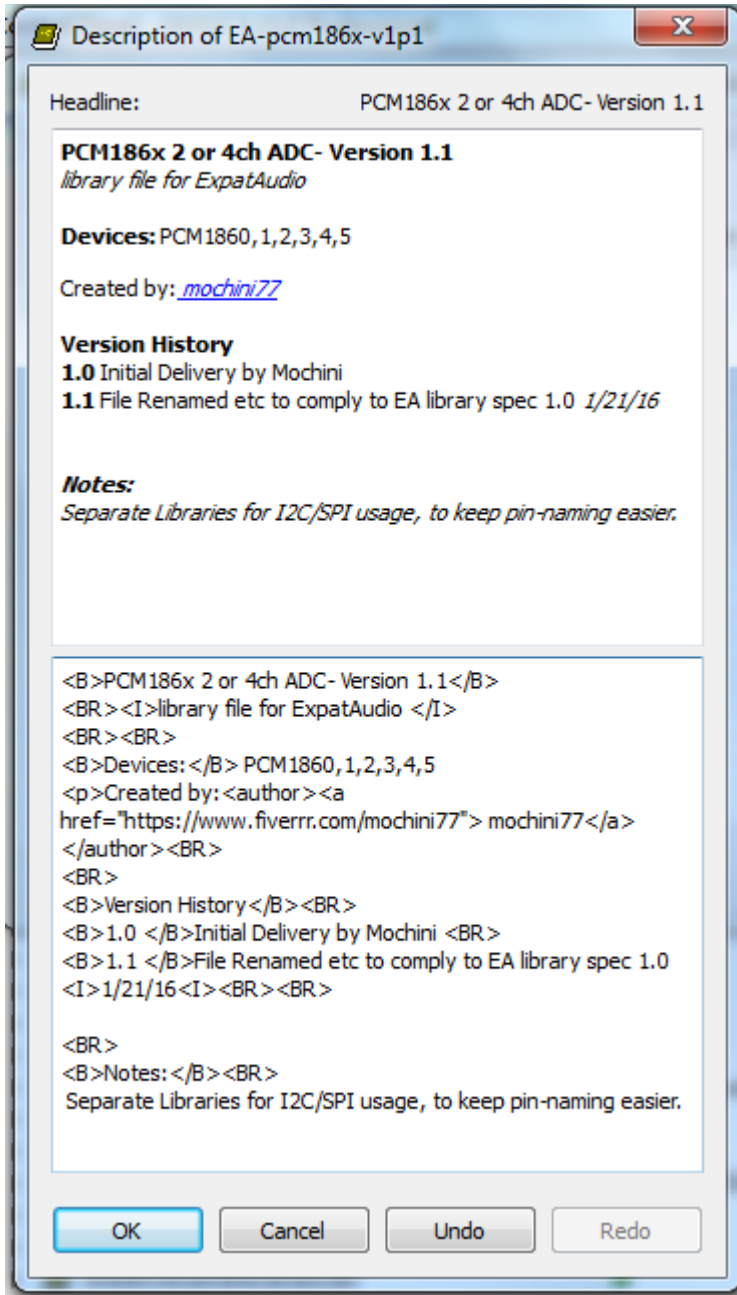 Description of EA-pcm186x-v1p1
Headline: PCM186x 2 or 4ch ADC- Version 1.1
PCM186x 2 or 4ch ADC- Version 1.1
library file for ExpatAudio
Devices: PCM1860,1,2,3,4,5
Created by: mochini77
Version History
1.0 Initial Delivery by Mochini
1.1 File Renamed etc to comply to EA library spec 1.0 1/21/16
Notes:
Separate Libraries for I2C/SPI usage, to keep pin-naming easier.
<B>PCM186x 2 or 4ch ADC- Version 1.1</B>
<BR><I>library file for ExpatAudio </I>
<BR><BR>
<B>Devices:</B> PCM1860,1,2,3,4,5
<p>Created by:<author><a
href="https://www.fiverrr.com/mochini77"> mochini77</a>
</author><BR>
<BR>
<B>Version History</B><BR>
<B>1.0 </B>Initial Delivery by Mochini <BR>
<B>1.1 </B>File Renamed etc to comply to EA library spec 1.0
<I>1/21/16<I><BR><BR>
<BR>
<B>Notes:</B><BR>
Separate Libraries for I2C/SPI usage, to keep pin-naming easier.
OK Cancel Undo Redo